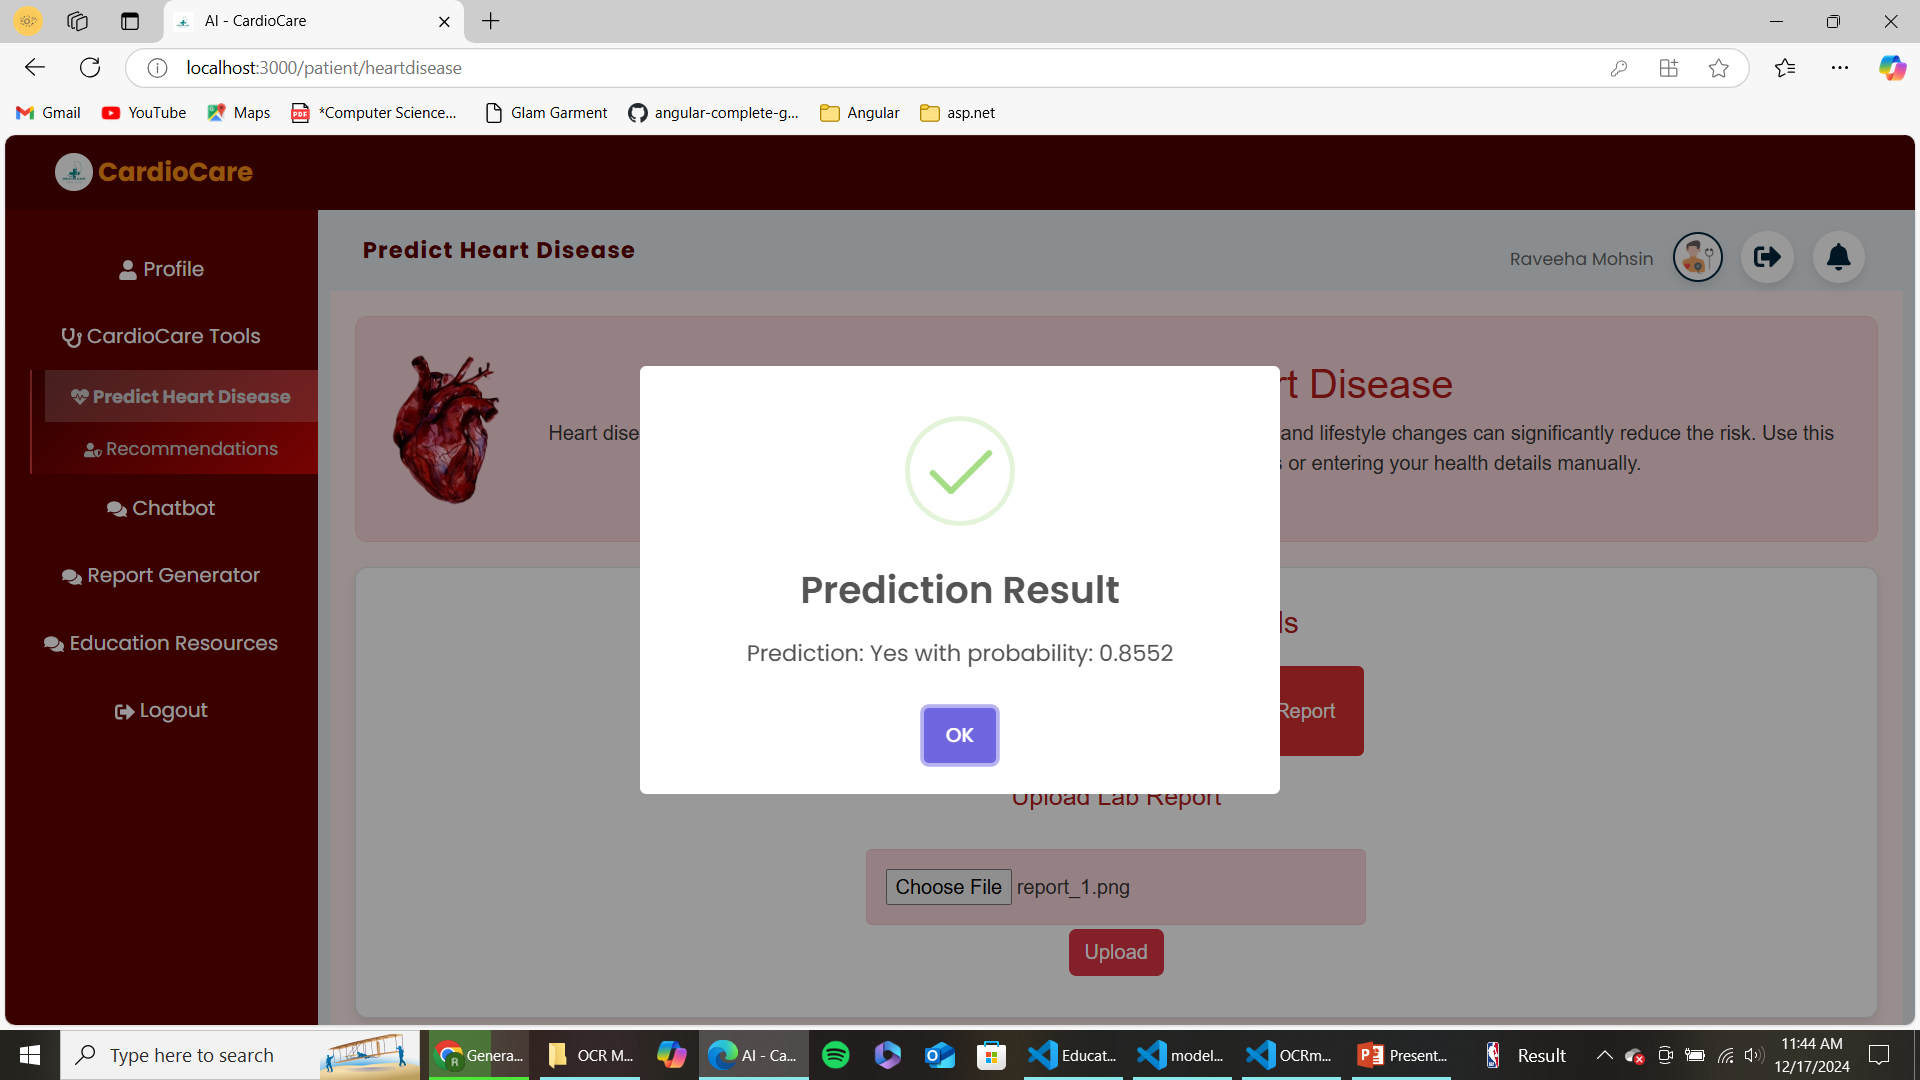 AI - CardioCare
localhost:3000/patient/heartdisease
Gmail
YouTube
Maps
*Computer Science...
Glam Garment
angular-complete-g...
Angular
asp.net
CardioCare
Profile
CardioCare Tools
Predict Heart Disease
Recommendations
Chatbot
Report Generator
Education Resources
Logout
Predict Heart Disease
Raveeha Mohsin
rt Disease
Heart dise
and lifestyle changes can significantly reduce the risk. Use this
or entering your health details manually.
Prediction Result
Prediction: Yes with probability: 0.8552
OK
ls
Report
Upload Lab Report
Choose File report_1.png
Upload
Type here to search
Genera...
OCR M...
AI - Ca...
Educat...
model...
OCRm...
Present...
Result
11:44 AM
12/17/2024